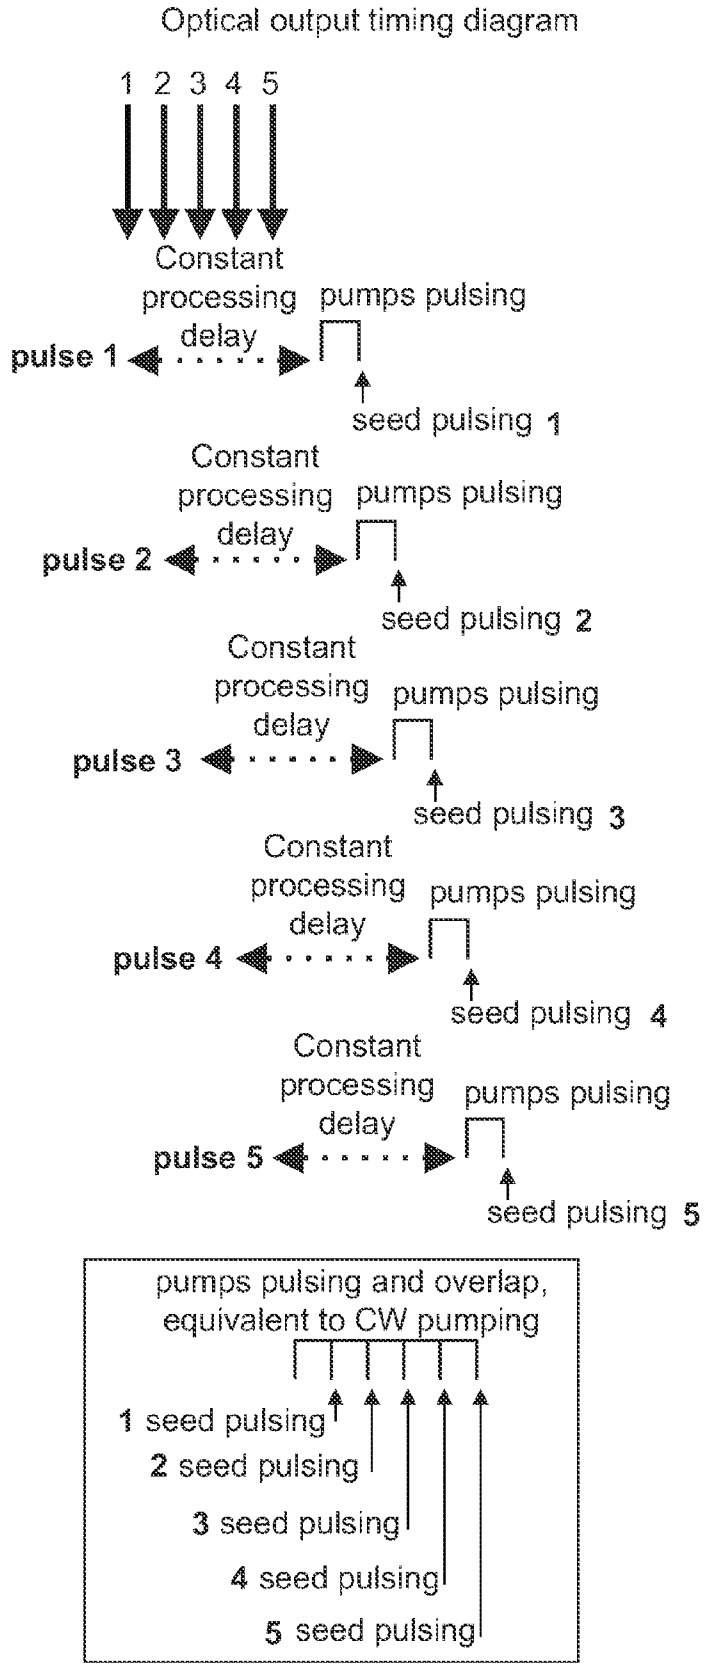 Optical output timing diagram
1 2 3 4 5
Constant
processing
delay
pumps pulsing
pulse 1
seed pulsing 1
Constant
processing
delay
pumps pulsing
pulse 2
seed pulsing 2
Constant
processing
delay
pumps pulsing
pulse 3
seed pulsing 3
Constant
processing
delay
pumps pulsing
pulse 4
seed pulsing 4
Constant
processing
delay
pumps pulsing
pulse 5
seed pulsing 5
pumps pulsing and overlap,
equivalent to CW pumping
1 seed pulsing
2 seed pulsing
3 seed pulsing
4 seed pulsing
5 seed pulsing